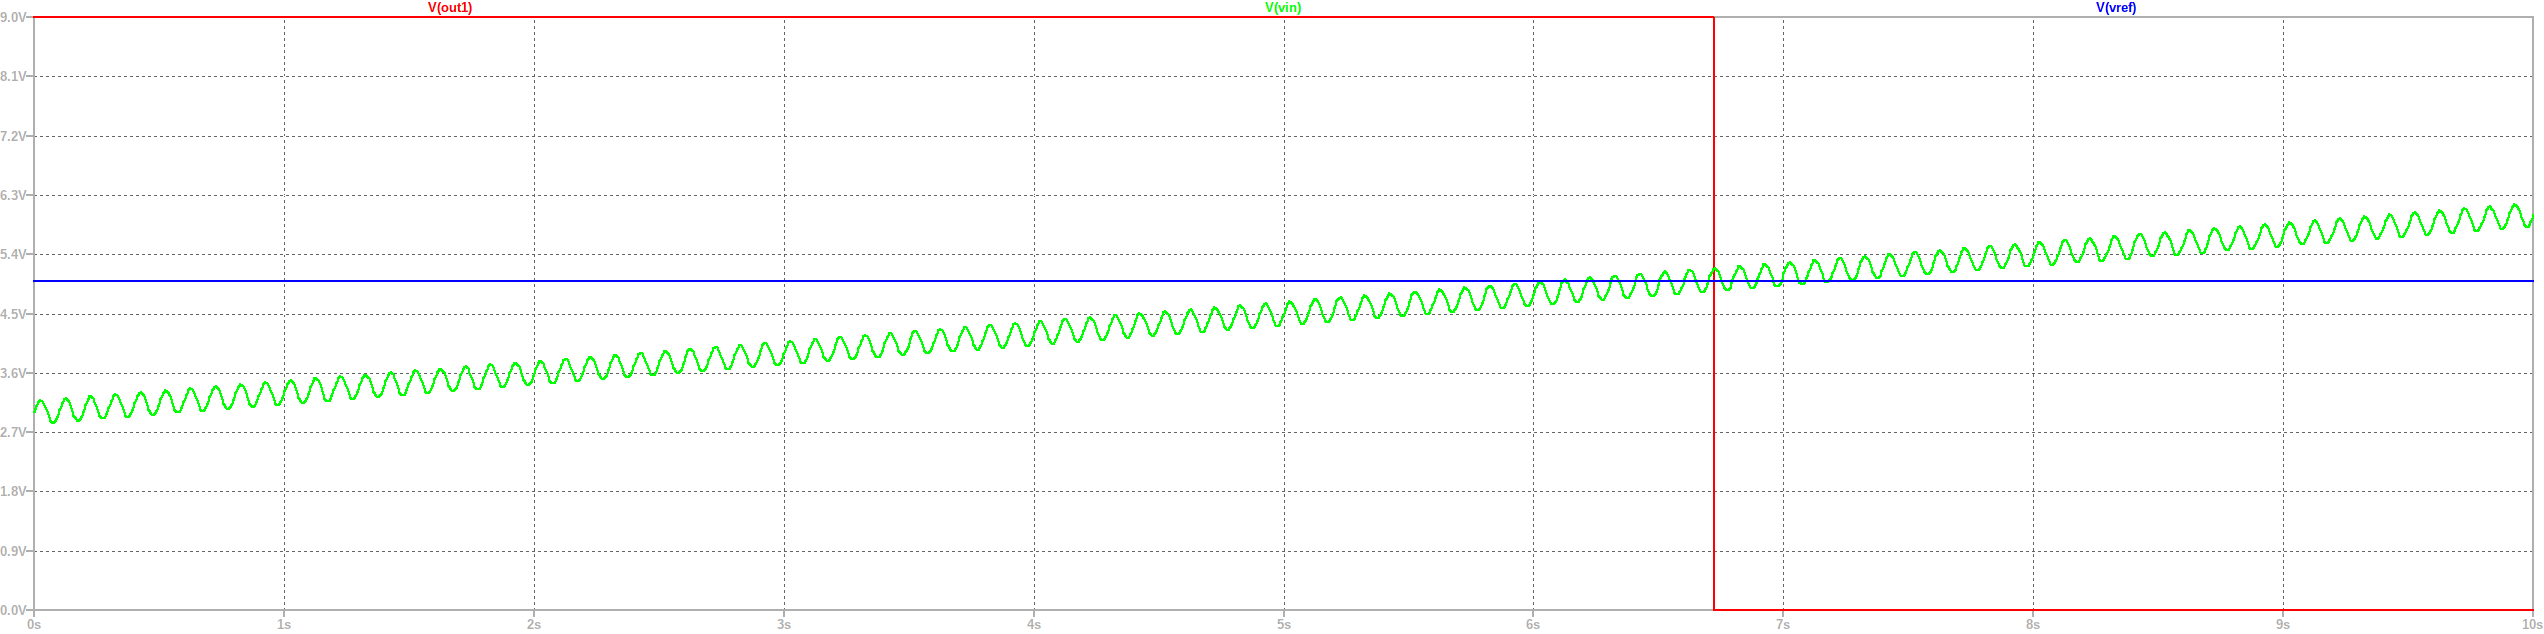 V(out1) V(vin) V(vref)
9.0V
8.1V
7.2V
6.3V
5.4V
4.5V
3.6V
2.7V
1.8V
0.9V
0.0V
0s 1s 2s 3s 4s 5s 6s 7s 8s 9s 10s